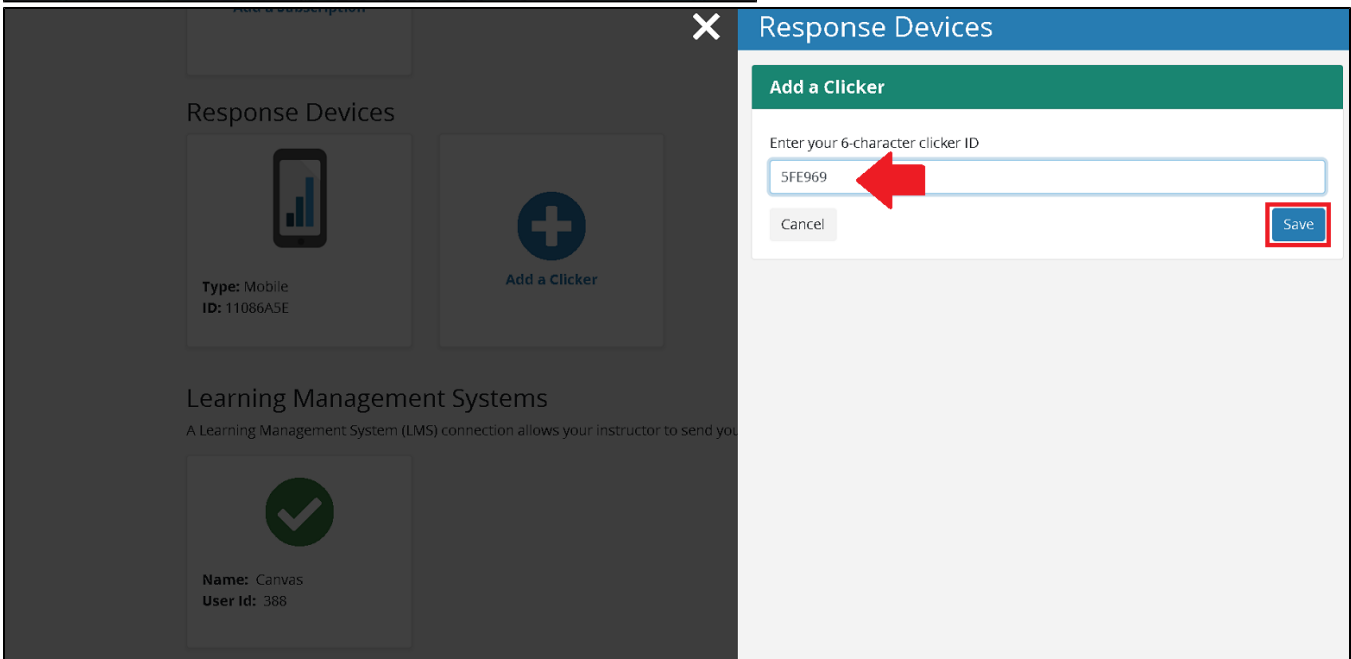 Add a Subscription
Response Devices
Type: Mobile
ID: 11086A5E
Add a Clicker
Learning Management Systems
A Learning Management System (LMS) connection allows your instructor to send you
Name: Canvas
User Id: 388
Response Devices
Add a Clicker
Enter your 6-character clicker ID
5FE969
Cancel
Save